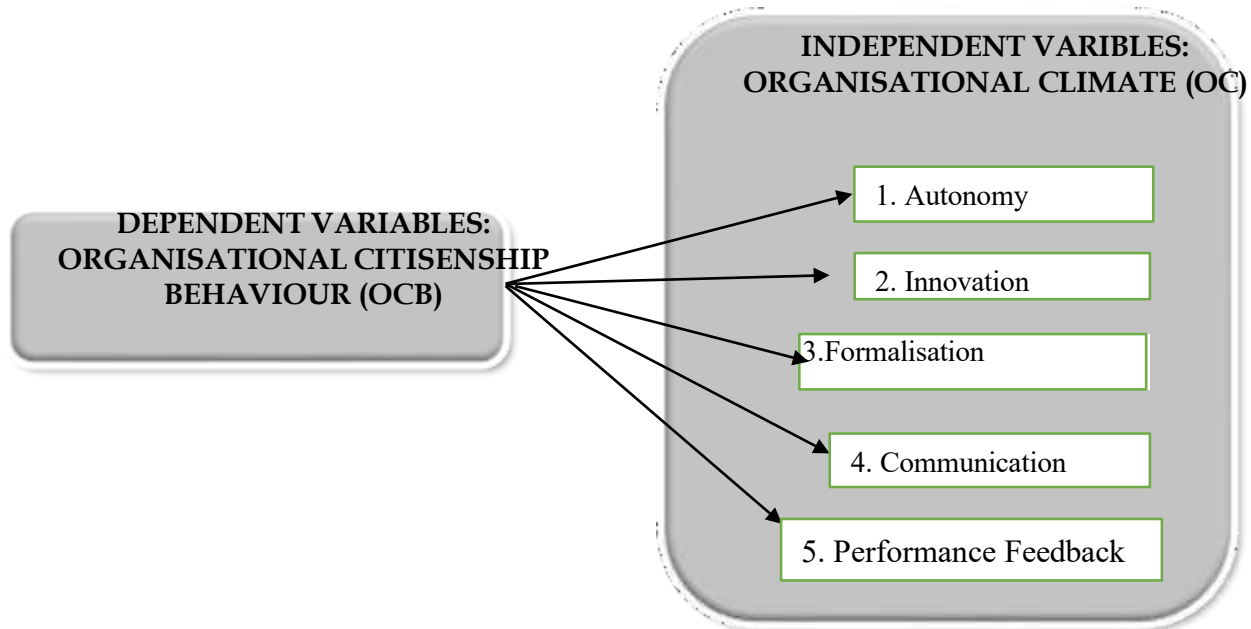 DEPENDENT VARIABLES:
ORGANISATIONAL CITISENSHIP
BEHAVIOUR (OCB)
INDEPENDENT VARIBLES:
ORGANISATIONAL CLIMATE (OC)
1. Autonomy
2. Innovation
3.Formalisation
4. Communication
5. Performance Feedback